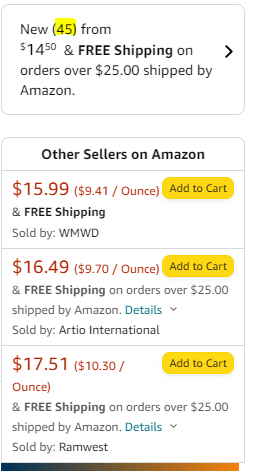 New (45) from
$14.50 & FREE Shipping on
orders over $25.00 shipped by
Amazon.
Other Sellers on Amazon
$15.99 ($9.41 / Ounce) Add to Cart
& FREE Shipping
Sold by: WMWD
$16.49 ($9.70 / Ounce) Add to Cart
& FREE Shipping on orders over $25.00
shipped by Amazon. Details
Sold by: Artio International
$17.51 ($10.30 / Add to Cart
Ounce)
& FREE Shipping on orders over $25.00
shipped by Amazon. Details
Sold by: Ramwest